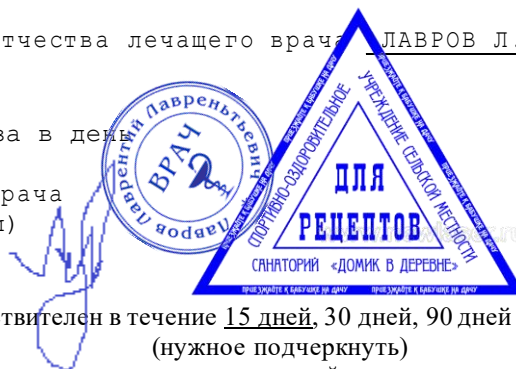 тчества лечащего врача ЛАВРОВ Л.
за в день
рача
)
Лавров Лаврентий Лавреньтьевич
ВРАЧ
ПРИЕЗЖАЙТЕ К БАБУШКЕ НА ДАЧУ
СПОРТИВНО-ОЗДОРОВИТЕЛЬНОЕ
УЧРЕЖДЕНИЕ СЕЛЬСКОЙ МЕСТНОСТИ
ДЛЯ
РЕЦЕПТОВ
САНАТОРИЙ «ДОМИК В ДЕРЕВНЕ»
ПРИЕЗЖАЙТЕ К БАБУШКЕ НА ДАЧУ ПРИЕЗЖАЙТЕ К БАБУШКЕ НА ДАЧУ
ствителен в течение 15 дней, 30 дней, 90 дней
(нужное подчеркнуть)